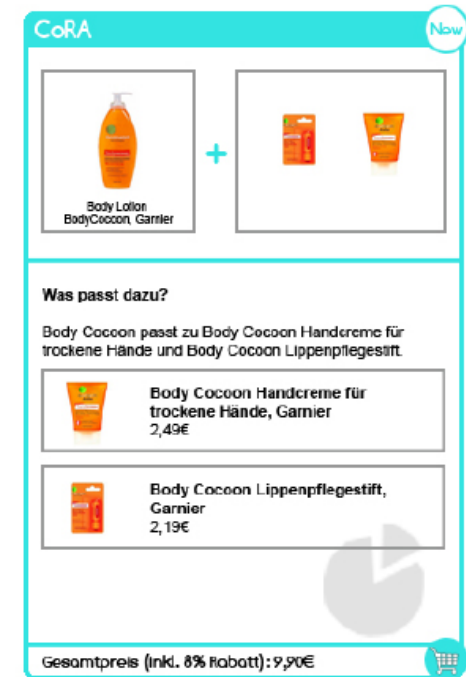 CoRA
Now
Body Lotion
BodyCocoon, Garnier
+
Was passt dazu?
Body Cocoon passt zu Body Cocoon Handcreme für
trockene Hände und Body Cocoon Lippenpflegestift.
Body Cocoon Handcreme für
trockene Hände, Garnier
2,49€
Body Cocoon Lippenpflegestift,
Garnier
2,19€
Gesamtpreis (inkl. 8% Rabatt): 9,90€